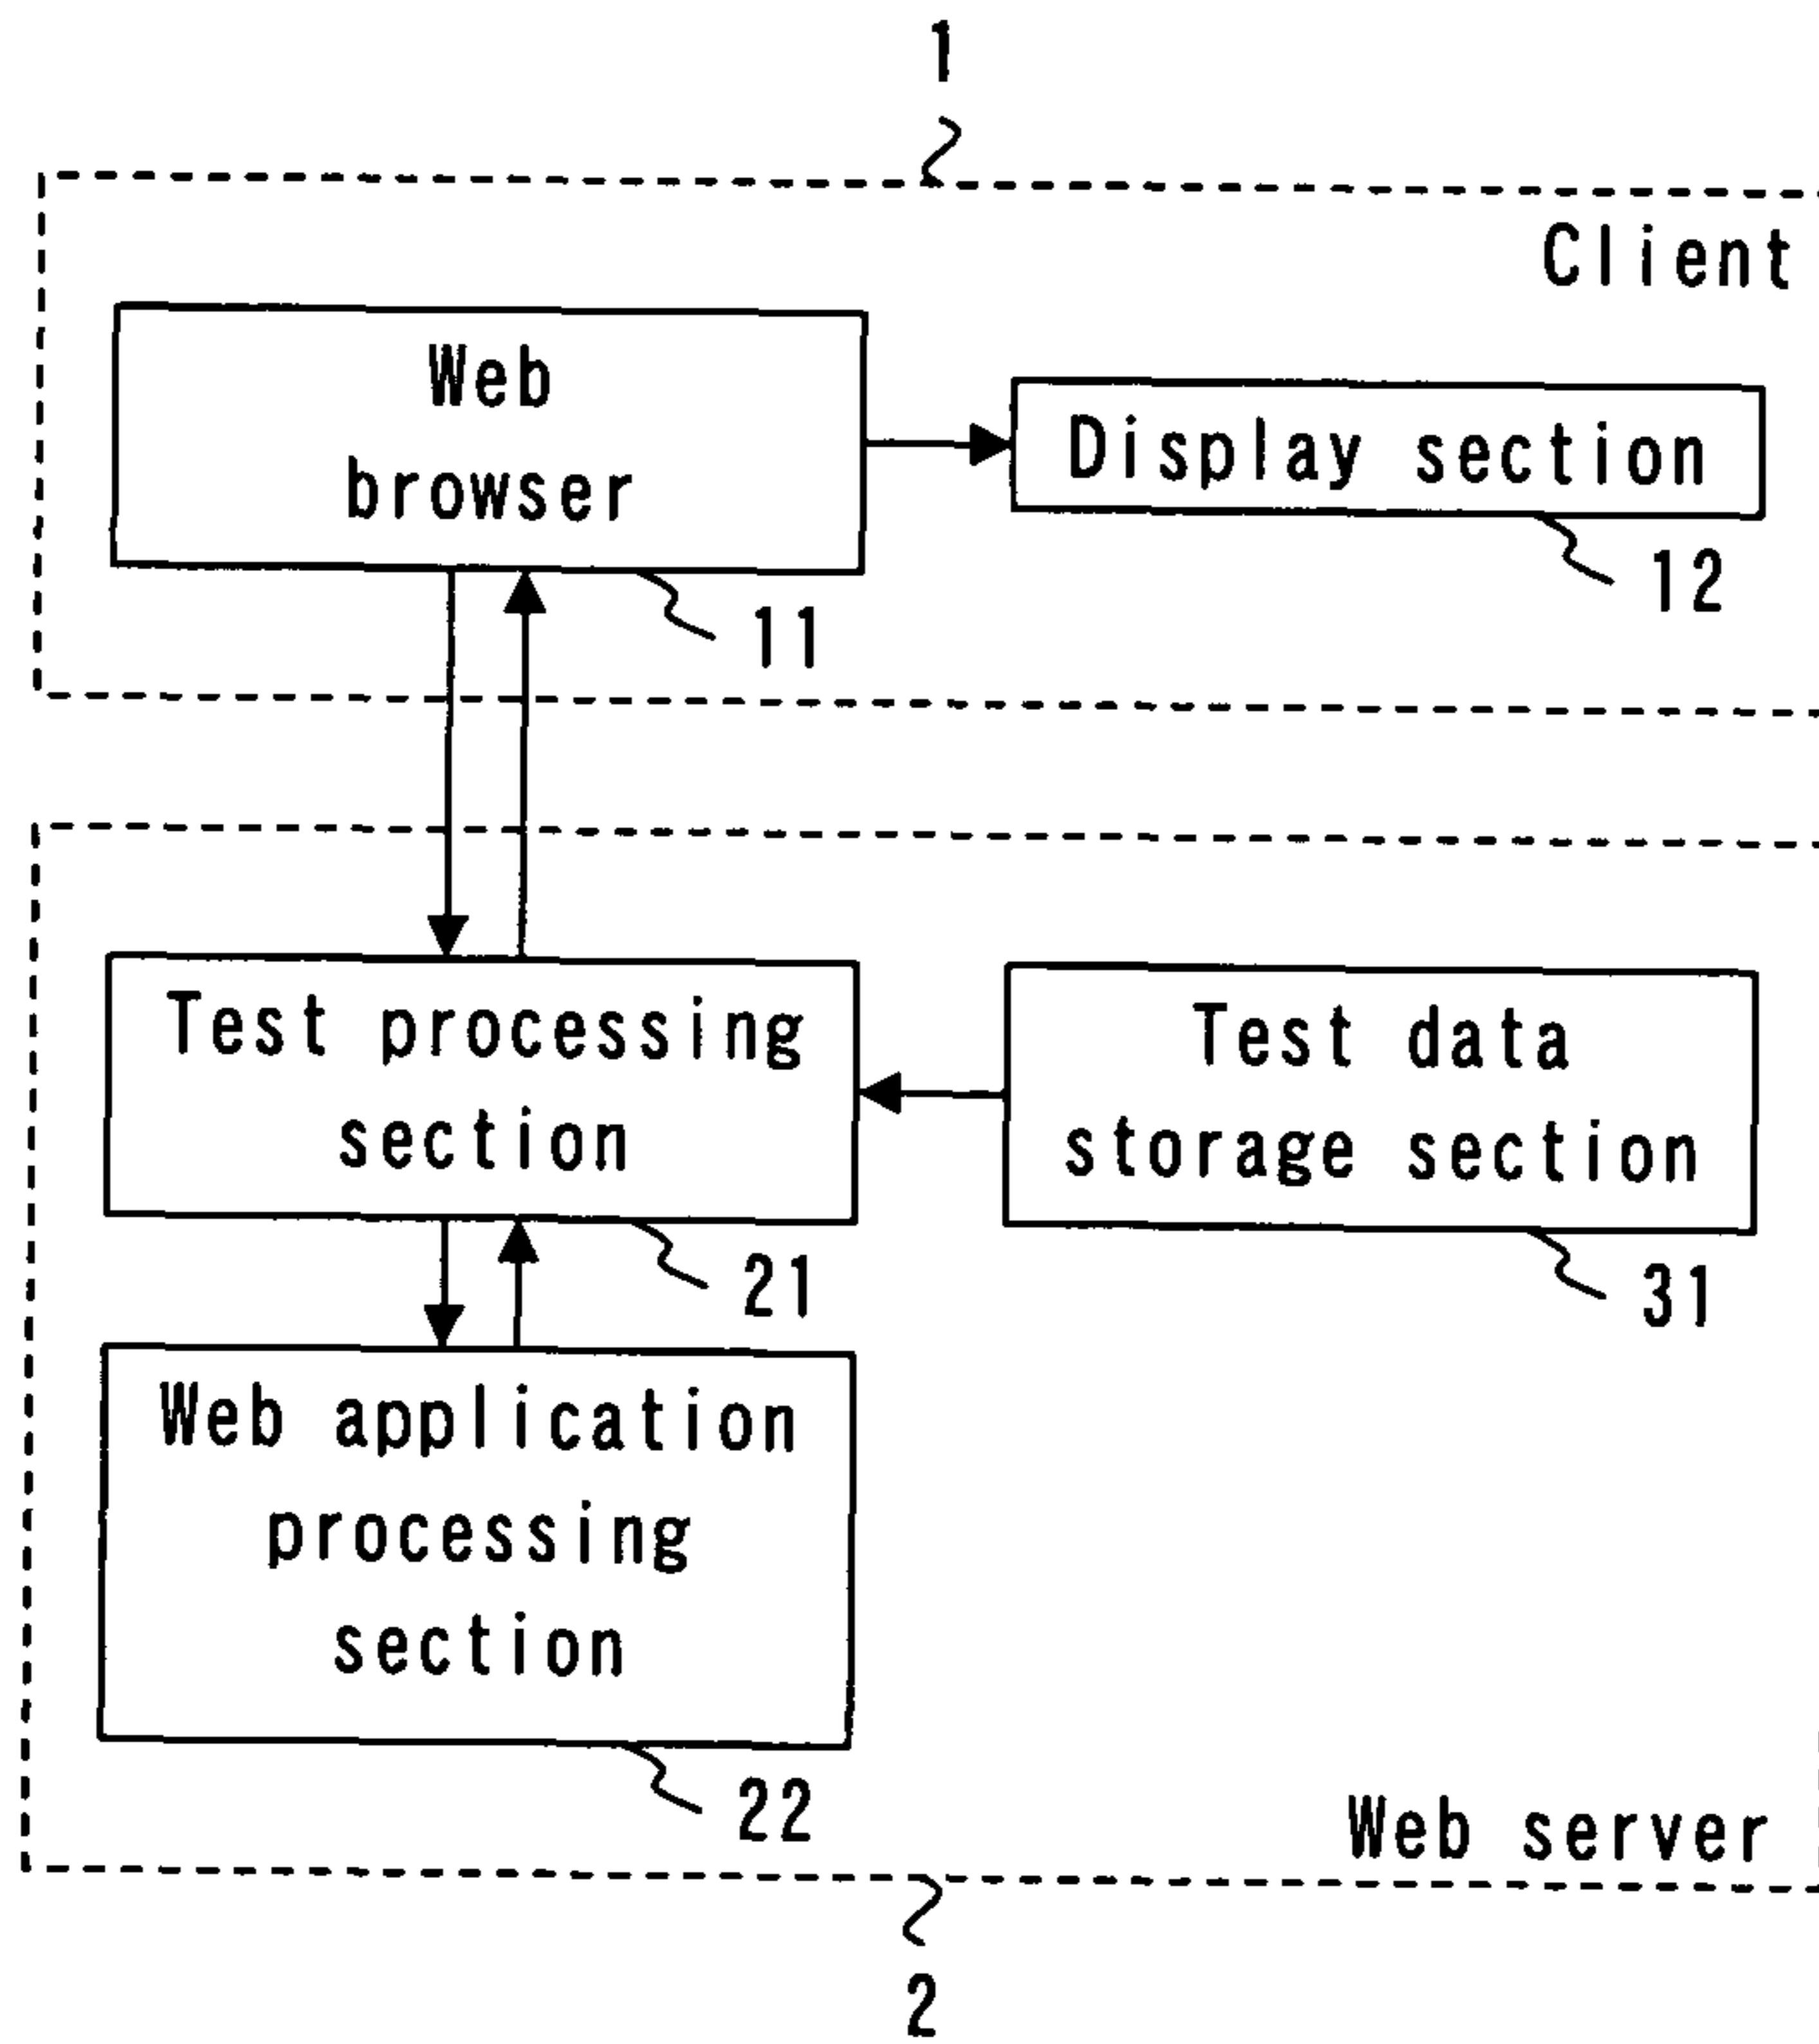 1
Client
Web
browser
Display section
11
12
Test processing
section
Test data
storage section
21
31
Web application
processing
section
22
Web server
2